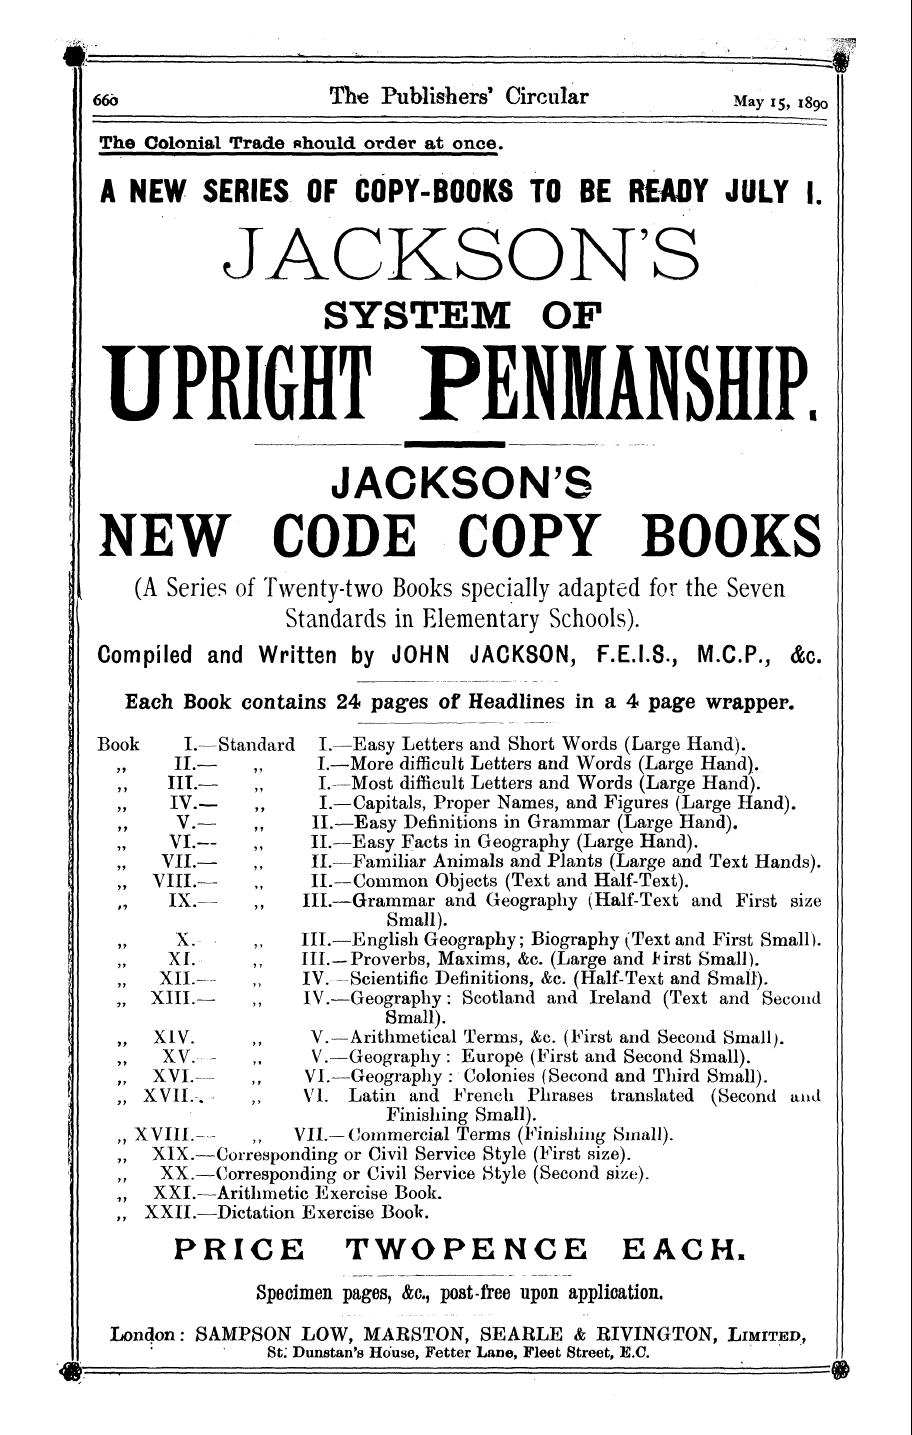 660 The Publishers' Circular May 15, 1890
The Colonial Trade should order at once.
A NEW SERIES OF COPY-BOOKS TO BE READY JULY 1.
JACKSON'S
SYSTEM OF
UPRIGHT PENMANSHIP.
JACKSON'S
NEW CODE COPY BOOKS
(A Series of Twenty-two Books specially adapted for the Seven
Standards in Elementary Schools).
Compiled and Written by JOHN JACKSON, F.E.I.S., M.C.P., &c.
Each Book contains 24 pages of Headlines in a 4 page wrapper.
Book I.—Standard I.—Easy Letters and Short Words (Large Hand).
„ II.— „ I.—More difficult Letters and Words (Large Hand).
„ III.— „ I.—Most difficult Letters and Words (Large Hand).
„ IV.— „ I.—Capitals, Proper Names, and Figures (Large Hand).
„ V.— „ II.—Easy Definitions in Grammar (Large Hand).
„ VI.— „ II.—Easy Facts in Geography (Large Hand).
„ VII.— „ II.—Familiar Animals and Plants (Large and Text Hands).
„ VIII.— „ II.—Common Objects (Text and Half-Text).
„ IX.— „ III.—Grammar and Geography (Half-Text and First size
Small).
„ X.— „ III.—English Geography; Biography (Text and First Small).
„ XI. „ III.—Proverbs, Maxims, &c. (Large and First Small).
„ XII.— „ IV.—Scientific Definitions, &c. (Half-Text and Small).
„ XIII.— „ IV.—Geography: Scotland and Ireland (Text and Second
Small).
„ XIV. „ V.—Arithmetical Terms, &c. (First and Second Small).
„ XV.— „ V.—Geography: Europe (First and Second Small).
„ XVI.— „ VI.—Geography: Colonies (Second and Third Small).
„ XVII.— „ VI. Latin and French Phrases translated (Second and
Finishing Small).
„ XVIII.— „ VII.—Commercial Terms (Finishing Small).
„ XIX.—Corresponding or Civil Service Style (First size).
„ XX.—Corresponding or Civil Service Style (Second size).
„ XXI.—Arithmetic Exercise Book.
„ XXII.—Dictation Exercise Book.
PRICE TWOPENCE EACH.
Specimen pages, &c., post-free upon application.
London: SAMPSON LOW, MARSTON, SEARLE & RIVINGTON, LIMITED,
St. Dunstan's House, Fetter Lane, Fleet Street, E.C.